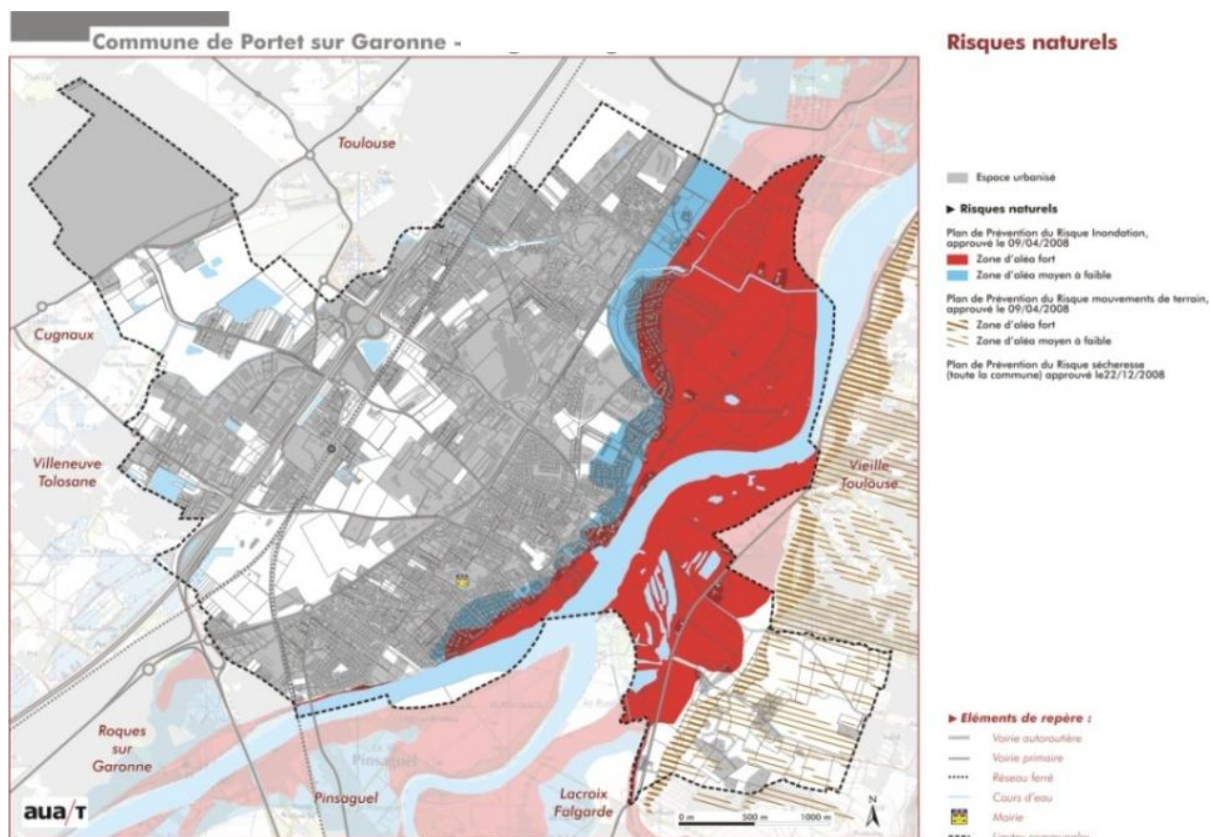 Commune de Portet sur Garonne -
Risques naturels
Toulouse
Cugnaux
Villeneuve
Tolosane
Vieille
Toulouse
Roques
sur
Garonne
Pinsaguel
Pinsaguel
Lacroix
Falgarde
aua/T
0 m 500 m 1000 m
N
Espace urbanisé
► Risques naturels
Plan de Prévention du Risque Inondation,
approuvé le 09/04/2008
Zone d'aléa fort
Zone d'aléa moyen à faible
Plan de Prévention du Risque mouvements de terrain,
approuvé le 09/04/2008
Zone d'aléa fort
Zone d'aléa moyen à faible
Plan de Prévention du Risque sécheresse
(toute la commune) approuvé le22/12/2008
► Eléments de repère :
Voirie autoroutière
Voirie primaire
Réseau ferré
Cours d'eau
Mairie
Limites communales